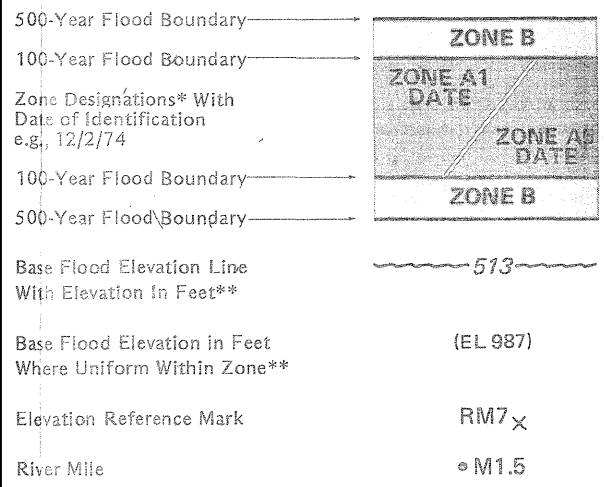 500-Year Flood Boundary
ZONE B
100-Year Flood Boundary
ZONE A1
DATE
Zone Designations* With
Date of Identification
e.g., 12/2/74
ZONE A5
DATE
100-Year Flood Boundary
ZONE B
500-Year Flood Boundary
Base Flood Elevation Line
With Elevation In Feet**
513
Base Flood Elevation in Feet
Where Uniform Within Zone**
(EL 987)
Elevation Reference Mark
RM7
River Mile
M1.5